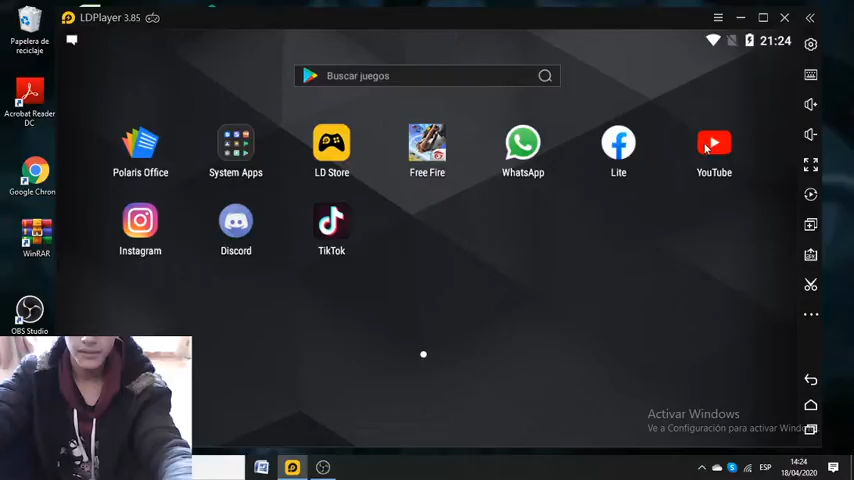 Papelera de
reciclaje
Acrobat Reader
DC
Google Chron
WinRAR
OBS Studio
LDPlayer 3.85
21:24
Buscar juegos
Polaris Office
System Apps
LD Store
Free Fire
WhatsApp
Lite
YouTube
Instagram
Discord
TikTok
Activar Windows
Ve a Configuración para activar Windo
ESP
14:24
18/04/2020